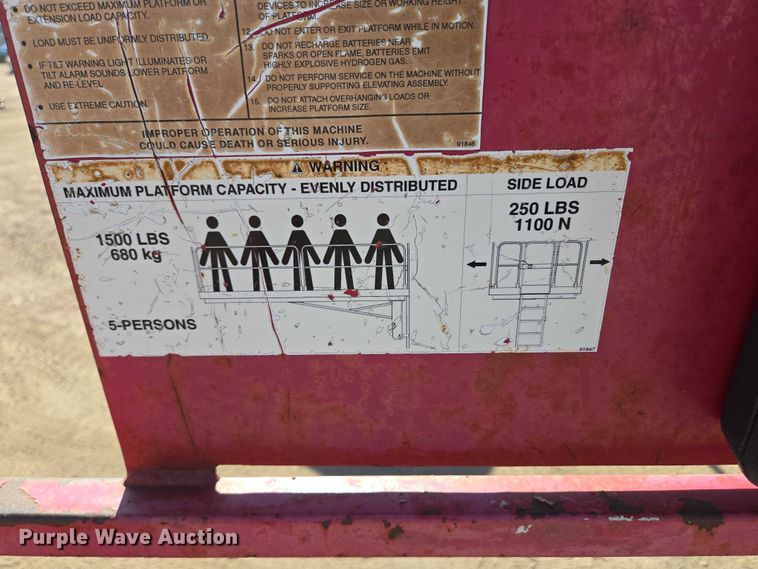 • DO NOT EXCEED MAXIMUM PLATFORM OR
EXTENSION LOAD CAPACITY.
• LOAD MUST BE UNIFORMLY DISTRIBUTED.
• IF TILT WARNING LIGHT ILLUMINATES OR
TILT ALARM SOUNDS LOWER PLATFORM
AND RE-LEVEL.
• USE EXTREME CAUTION.
DEVICES TO INCREASE SIZE OR WORKING HEIGHT
OF PLATFORM.
12. DO NOT ENTER OR EXIT PLATFORM WHILE IN MOTION.
13. DO NOT RECHARGE BATTERIES NEAR
SPARKS OR OPEN FLAME, BATTERIES EMIT
HIGHLY EXPLOSIVE HYDROGEN GAS.
14. DO NOT PERFORM SERVICE ON THE MACHINE WITHOUT
PROPERLY SUPPORTING ELEVATING ASSEMBLY.
15. DO NOT ATTACH OVERHANGING LOADS OR
INCREASE PLATFORM SIZE.
IMPROPER OPERATION OF THIS MACHINE
COULD CAUSE DEATH OR SERIOUS INJURY.
91846
WARNING
MAXIMUM PLATFORM CAPACITY - EVENLY DISTRIBUTED
1500 LBS
680 kg
5-PERSONS
SIDE LOAD
250 LBS
1100 N
91847
Purple Wave Auction